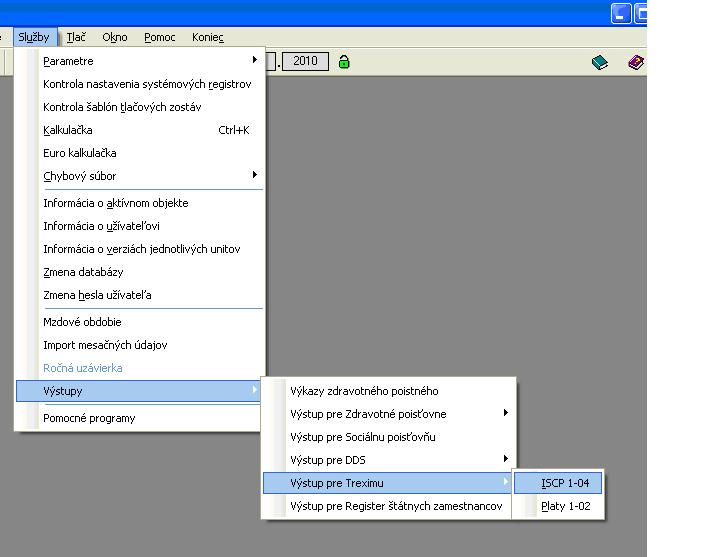 Služby Tlač Okno Pomoc Koniec
. 2010
Parametre
Kontrola nastavenia systémových registrov
Kontrola šablón tlačových zostáv
Kalkulačka Ctrl+K
Euro kalkulačka
Chybový súbor
Informácia o aktívnom objekte
Informácia o užívateľovi
Informácia o verziách jednotlivých unitov
Zmena databázy
Zmena hesla užívateľa
Mzdové obdobie
Import mesačných údajov
Ročná uzávierka
Výstupy
Pomocné programy
Výkazy zdravotného poistného
Výstup pre Zdravotné poisťovne
Výstup pre Sociálnu poisťovňu
Výstup pre DDS
Výstup pre Treximu
Výstup pre Register štátnych zamestnancov
ISCP 1-04
Platy 1-02